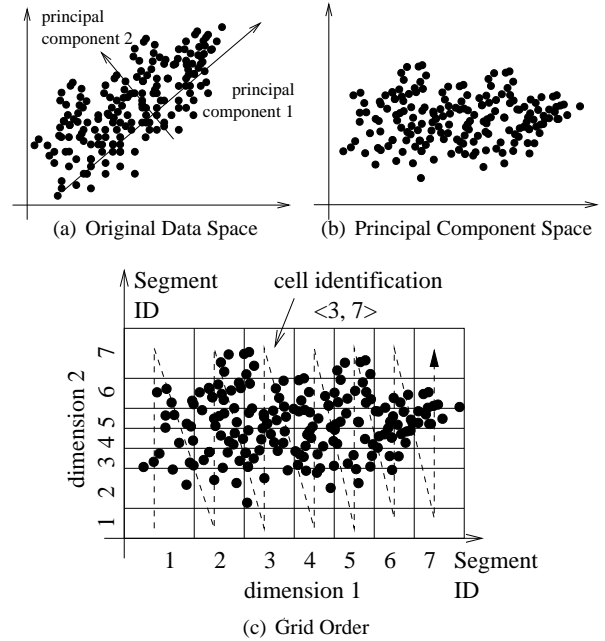 principal
component 2
principal
component 1
(a) Original Data Space
(b) Principal Component Space
Segment
ID
cell identification
<3, 7>
dimension 2
7
6
5
4
3
2
1
1 2 3 4 5 6 7 Segment
ID
dimension 1
(c) Grid Order